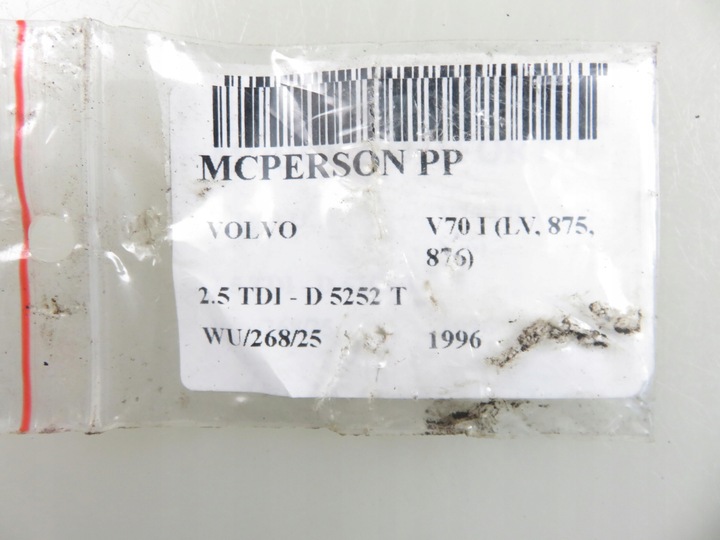 MCPERSON PP
VOLVO V70 I (LV, 875,
876)
2.5 TDI - D 5252 T
WU/268/25 1996